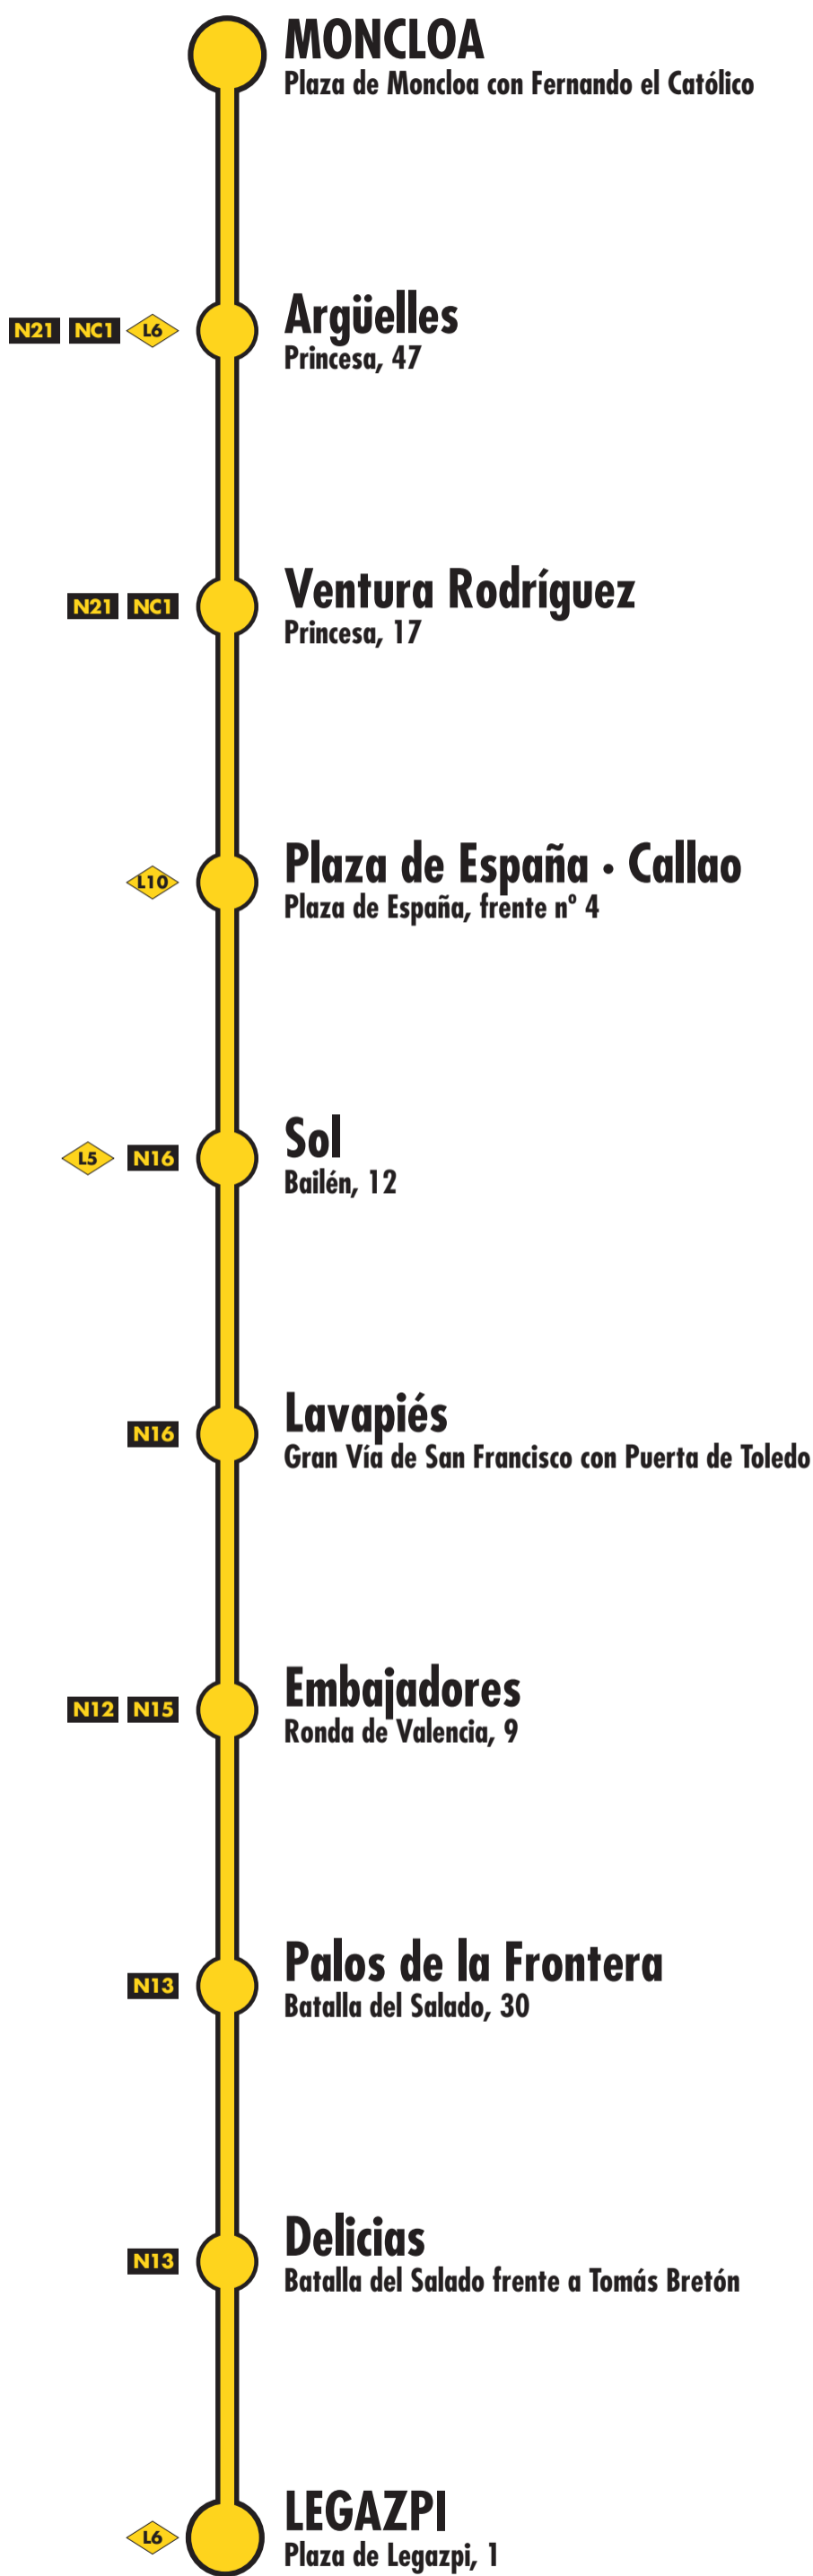 MONCLOA
Plaza de Moncloa con Fernando el Católico
N21 NC1 L6
Argüelles
Princesa, 47
N21 NC1
Ventura Rodríguez
Princesa, 17
L10
Plaza de España · Callao
Plaza de España, frente nº 4
L5 N16
Sol
Bailén, 12
N16
Lavapiés
Gran Vía de San Francisco con Puerta de Toledo
N12 N15
Embajadores
Ronda de Valencia, 9
N13
Palos de la Frontera
Batalla del Salado, 30
N13
Delicias
Batalla del Salado frente a Tomás Bretón
L6
LEGAZPI
Plaza de Legazpi, 1